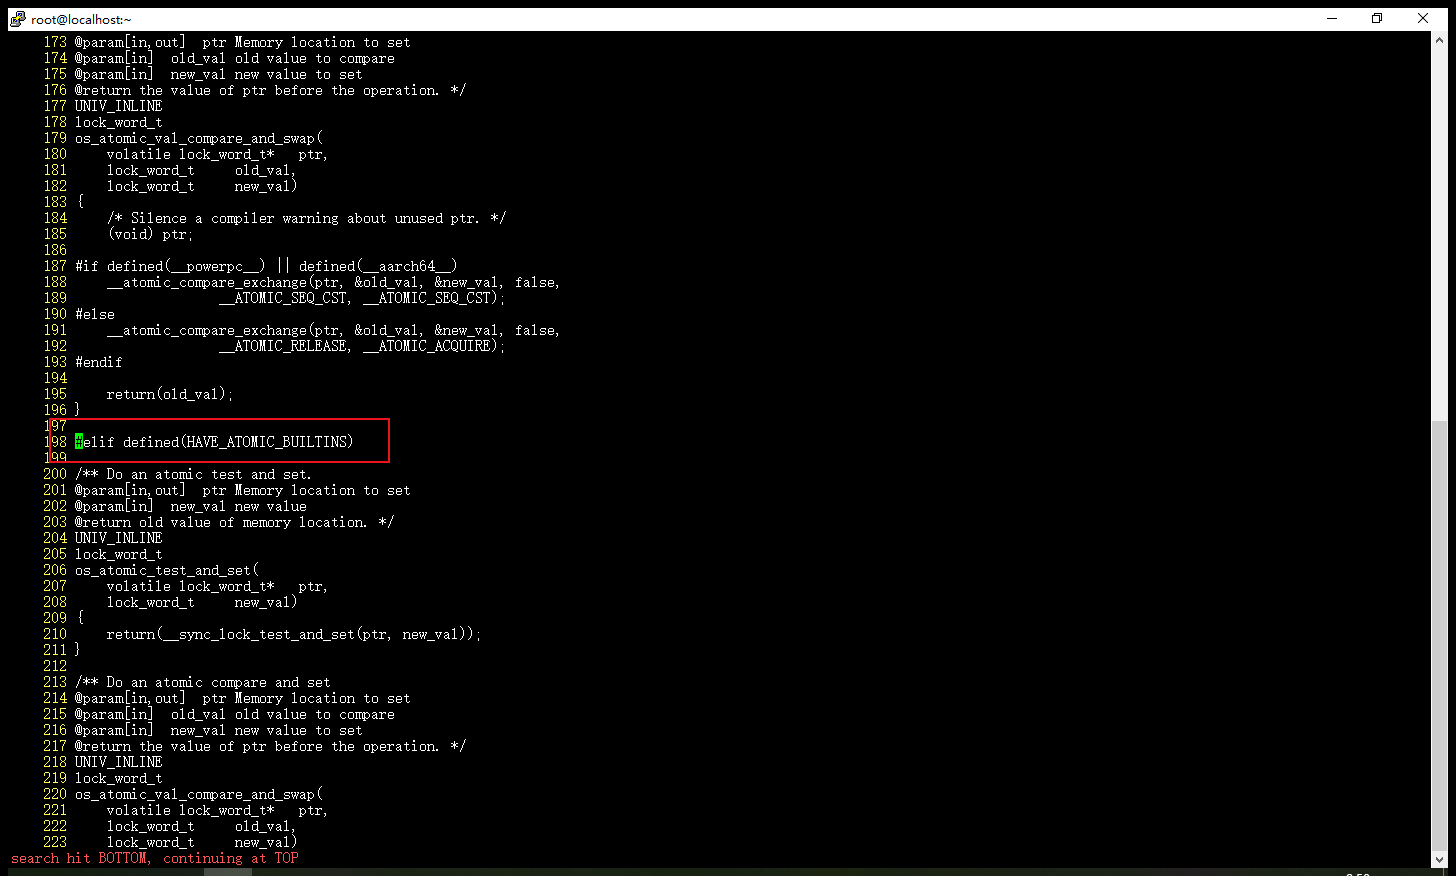 root@localhost:~
173 @param[in,out]  ptr Memory location to set
174 @param[in]  old_val old value to compare
175 @param[in]  new_val new value to set
176 @return the value of ptr before the operation. */
177 UNIV_INLINE
178 lock_word_t
179 os_atomic_val_compare_and_swap(
180     volatile lock_word_t*   ptr,
181     lock_word_t     old_val,
182     lock_word_t     new_val)
183 {
184     /* Silence a compiler warning about unused ptr. */
185     (void) ptr;
186
187 #if defined(__powerpc__) || defined(__aarch64__)
188     __atomic_compare_exchange(ptr, &old_val, &new_val, false,
189                   __ATOMIC_SEQ_CST, __ATOMIC_SEQ_CST);
190 #else
191     __atomic_compare_exchange(ptr, &old_val, &new_val, false,
192                   __ATOMIC_RELEASE, __ATOMIC_ACQUIRE);
193 #endif
194
195     return(old_val);
196 }
197
198 #elif defined(HAVE_ATOMIC_BUILTINS)
199
200 /** Do an atomic test and set.
201 @param[in,out]  ptr Memory location to set
202 @param[in]  new_val new value
203 @return old value of memory location. */
204 UNIV_INLINE
205 lock_word_t
206 os_atomic_test_and_set(
207     volatile lock_word_t*   ptr,
208     lock_word_t     new_val)
209 {
210     return(__sync_lock_test_and_set(ptr, new_val));
211 }
212
213 /** Do an atomic compare and set
214 @param[in,out]  ptr Memory location to set
215 @param[in]  old_val old value to compare
216 @param[in]  new_val new value to set
217 @return the value of ptr before the operation. */
218 UNIV_INLINE
219 lock_word_t
220 os_atomic_val_compare_and_swap(
221     volatile lock_word_t*   ptr,
222     lock_word_t     old_val,
223     lock_word_t     new_val)
search hit BOTTOM, continuing at TOP